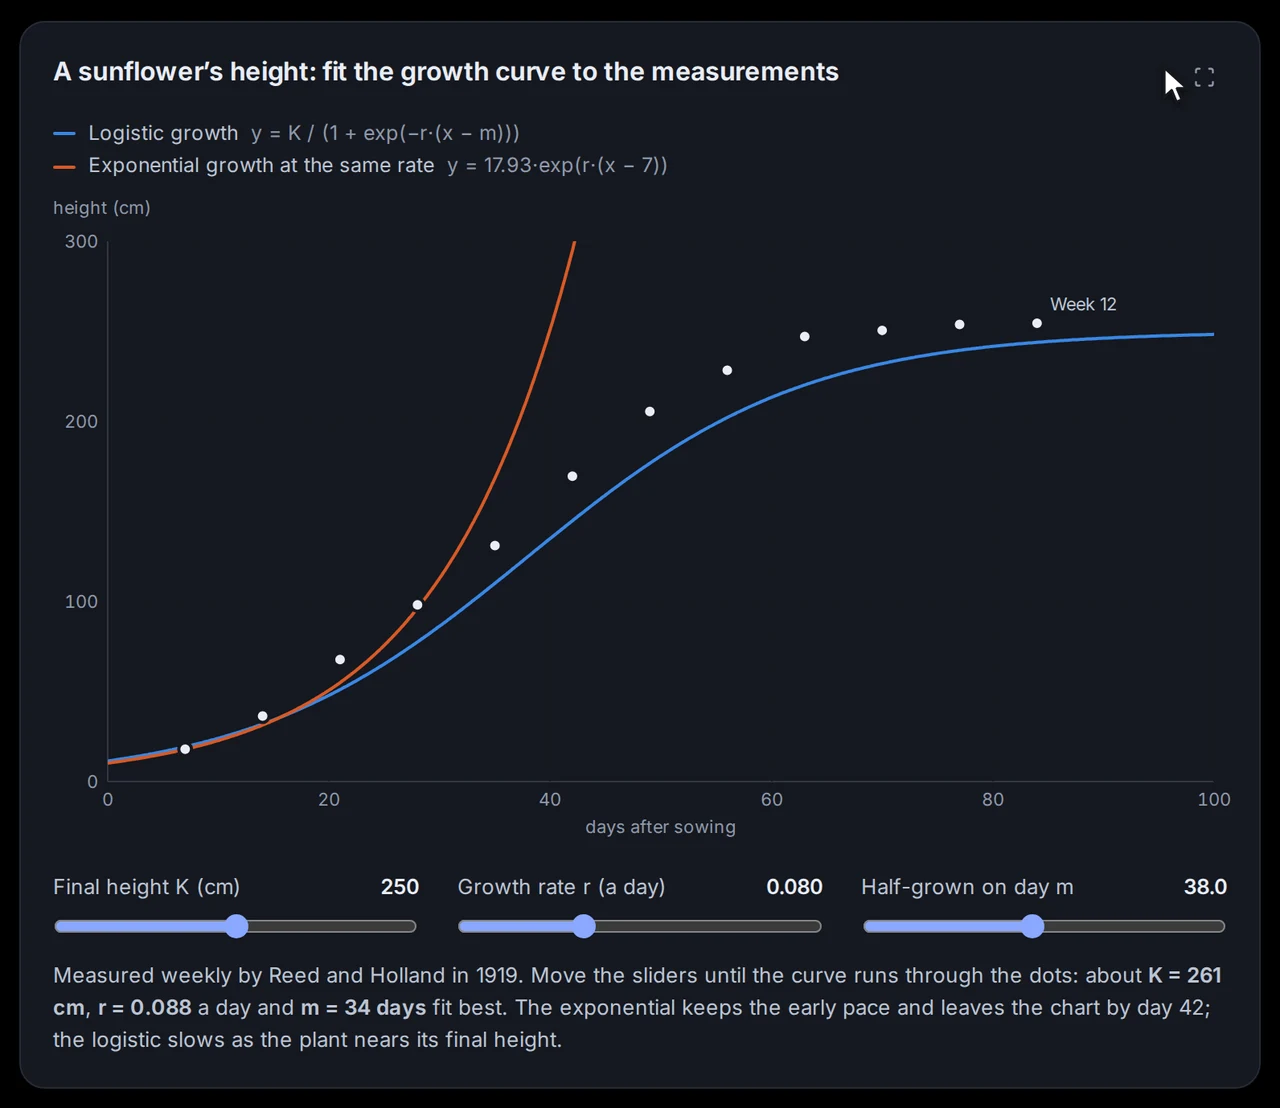 A sunflower’s height: fit the growth curve to the measurements
Logistic growth y = K / (1 + exp(−r·(x − m)))
Exponential growth at the same rate y = 17.93·exp(r·(x − 7))
height (cm)
300
200
100
0
Week 12
0 20 40 60 80 100
days after sowing
Final height K (cm) 250
Growth rate r (a day) 0.080
Half-grown on day m 38.0
Measured weekly by Reed and Holland in 1919. Move the sliders until the curve runs through the dots: about K = 261
cm, r = 0.088 a day and m = 34 days fit best. The exponential keeps the early pace and leaves the chart by day 42;
the logistic slows as the plant nears its final height.